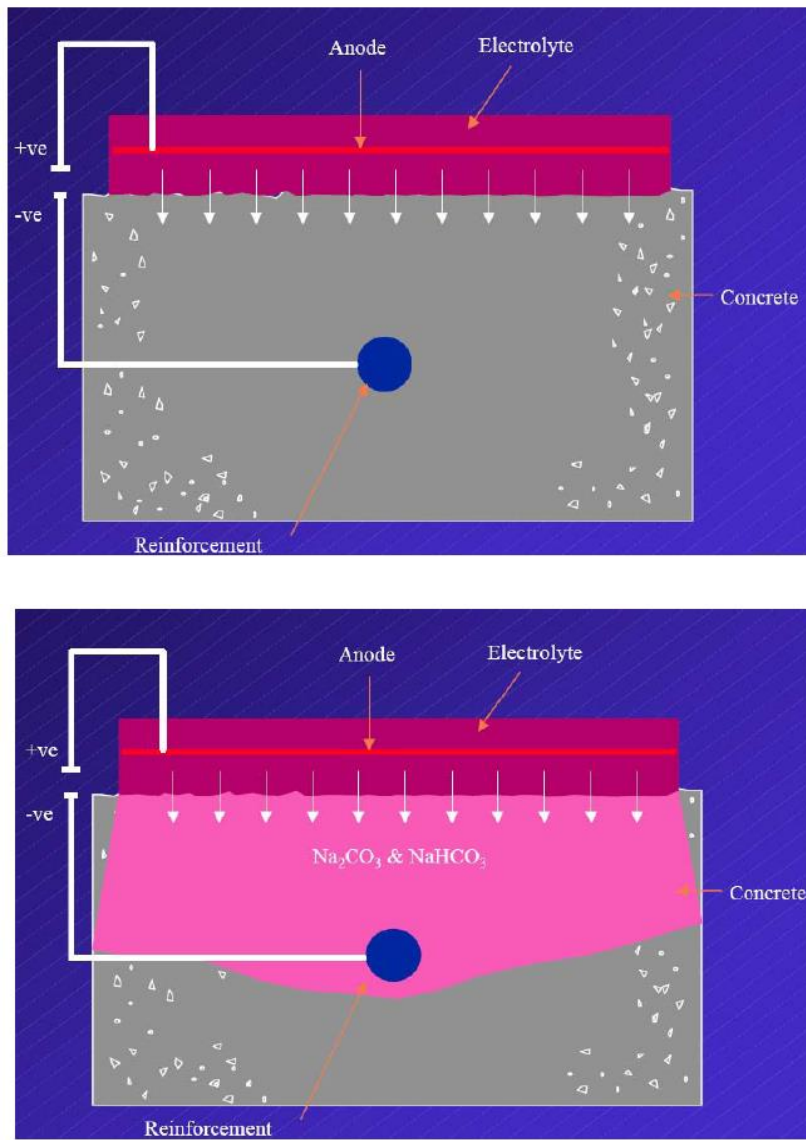 Anode
Electrolyte
+ve
-ve
Concrete
Reinforcement
Anode
Electrolyte
+ve
-ve
Na₂CO₃ & NaHCO₃
Concrete
Reinforcement